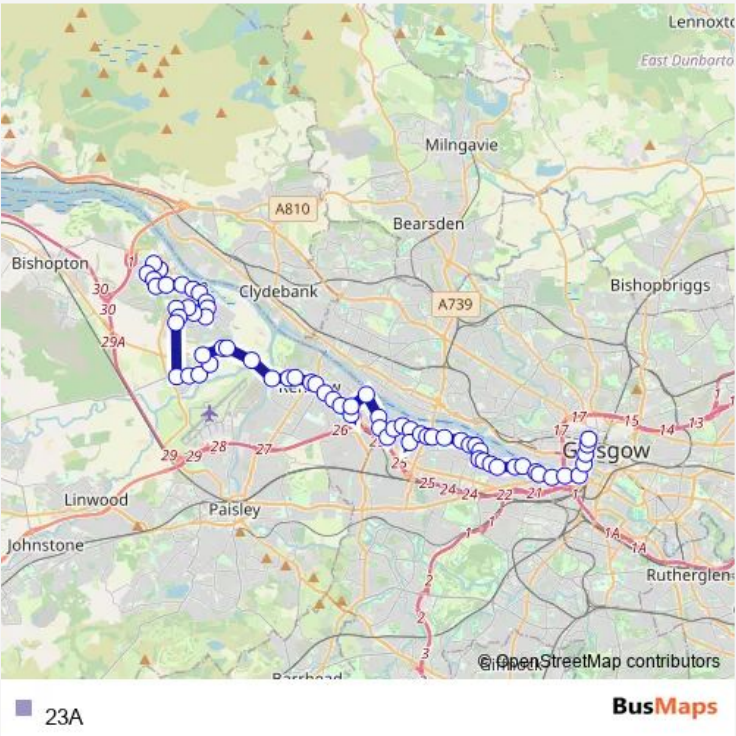 Lennoxto
East Dunbarto
Milngavie
A810
Bearsden
Bishopton
1
30
Clydebank
Bishopbriggs
A739
30
29A
17
15
14
13
1
17
26
Glasgow
29
29
28
27
25
25
24
24
22
21
1
Linwood
Paisley
1A
Johnstone
1
1
1A
2
Rutherglen
2
3
© OpenStreetMap contributors
23A
BusMaps